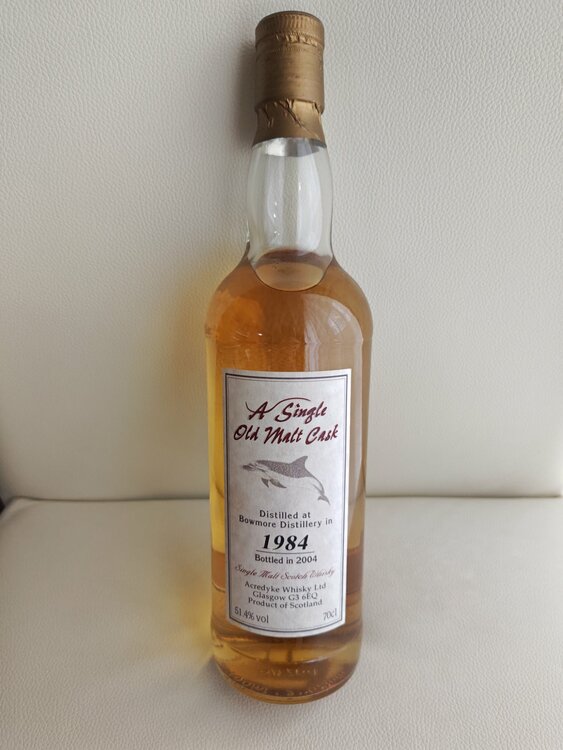 A Single
Old Malt Cask
Distilled at
Bowmore Distillery in
1984
Bottled in 2004
Single Malt Scotch Whisky
Acredyke Whisky Ltd
Glasgow G3 6EQ
Product of Scotland
51.4% vol 70cl